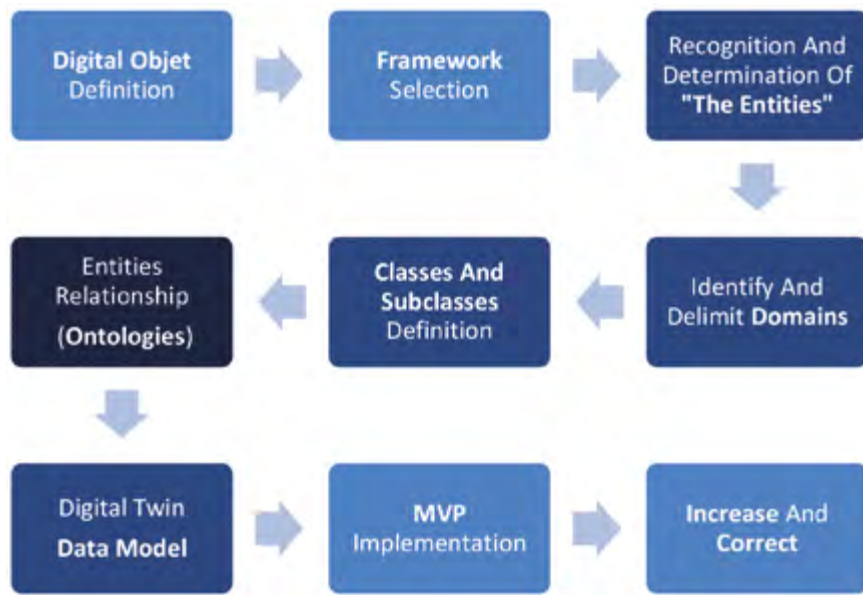 Digital Objet
Definition
Framework
Selection
Recognition And
Determination Of
"The Entities"
Identify And
Delimit Domains
Classes And
Subclasses
Definition
Entities
Relationship
(Ontologies)
Digital Twin
Data Model
MVP
Implementation
Increase And
Correct